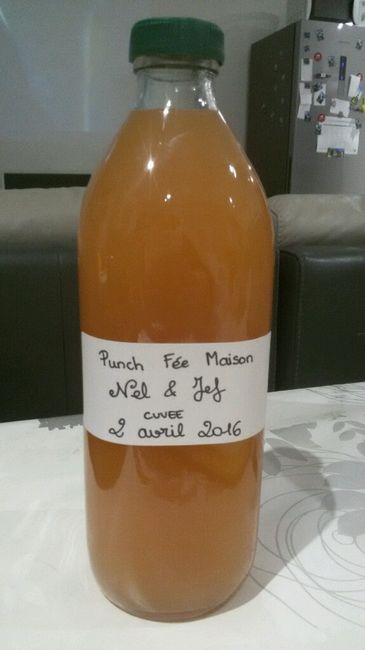 Punch Fée Maison
Nel & Jef
CUVEE
2 avril 2016